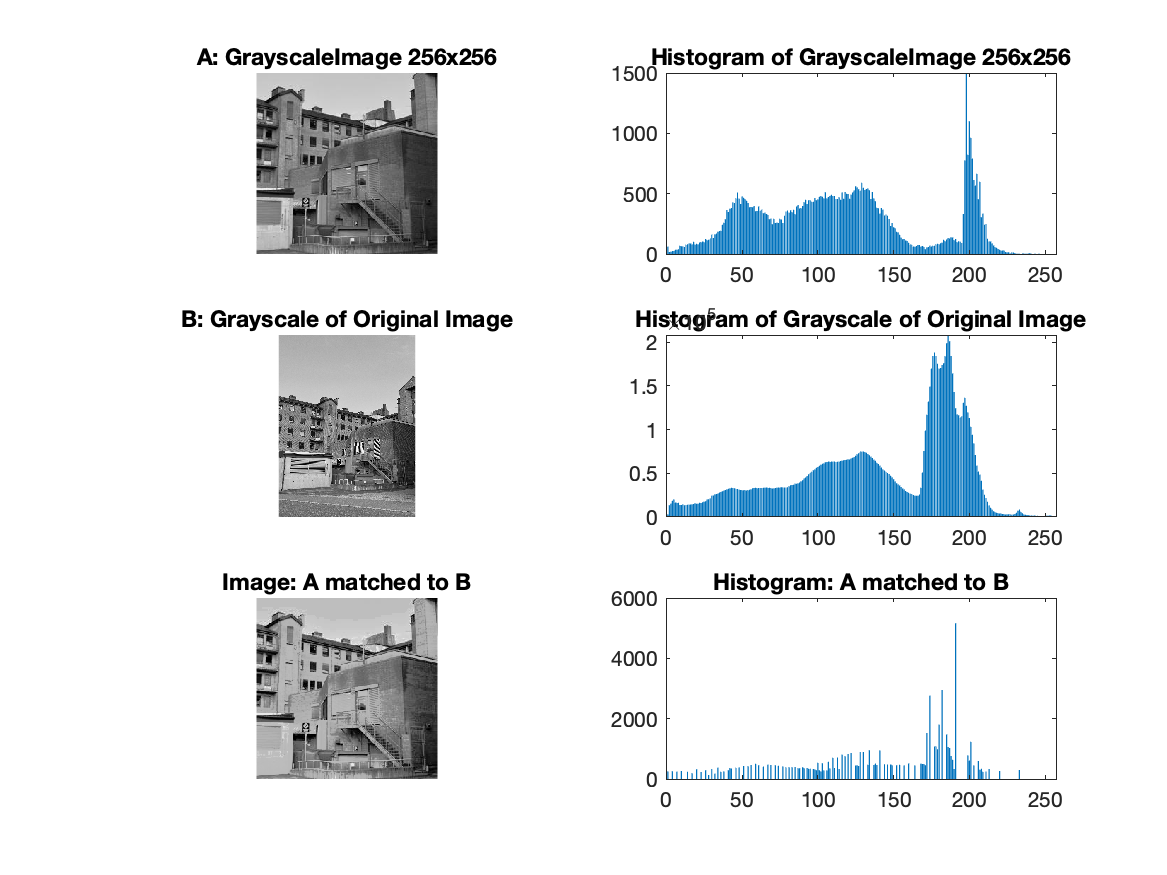 A: GrayscaleImage 256x256
Histogram of GrayscaleImage 256x256
1500
1000
500
0
0 50 100 150 200 250
B: Grayscale of Original Image
Histogram of Grayscale of Original Image
×10^5
2
1.5
1
0.5
0
0 50 100 150 200 250
Image: A matched to B
Histogram: A matched to B
6000
4000
2000
0
0 50 100 150 200 250